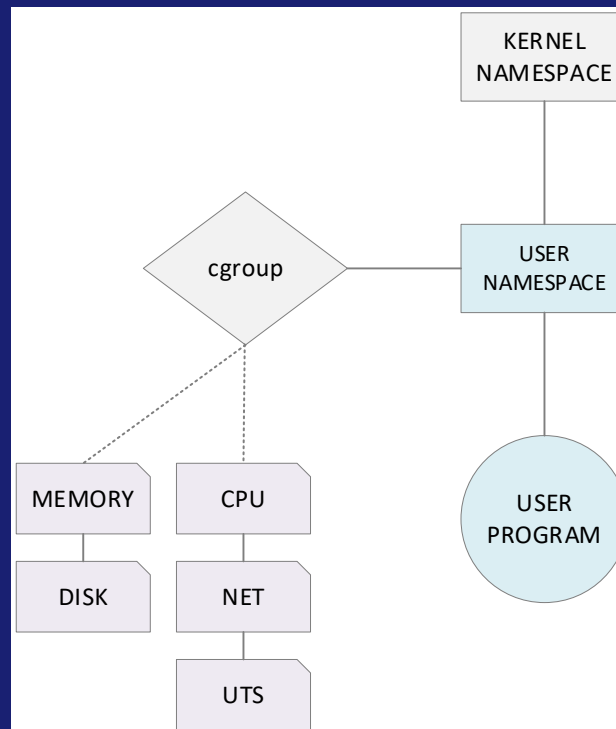 KERNEL
NAMESPACE
cgroup
USER
NAMESPACE
MEMORY
CPU
USER
PROGRAM
DISK
NET
UTS